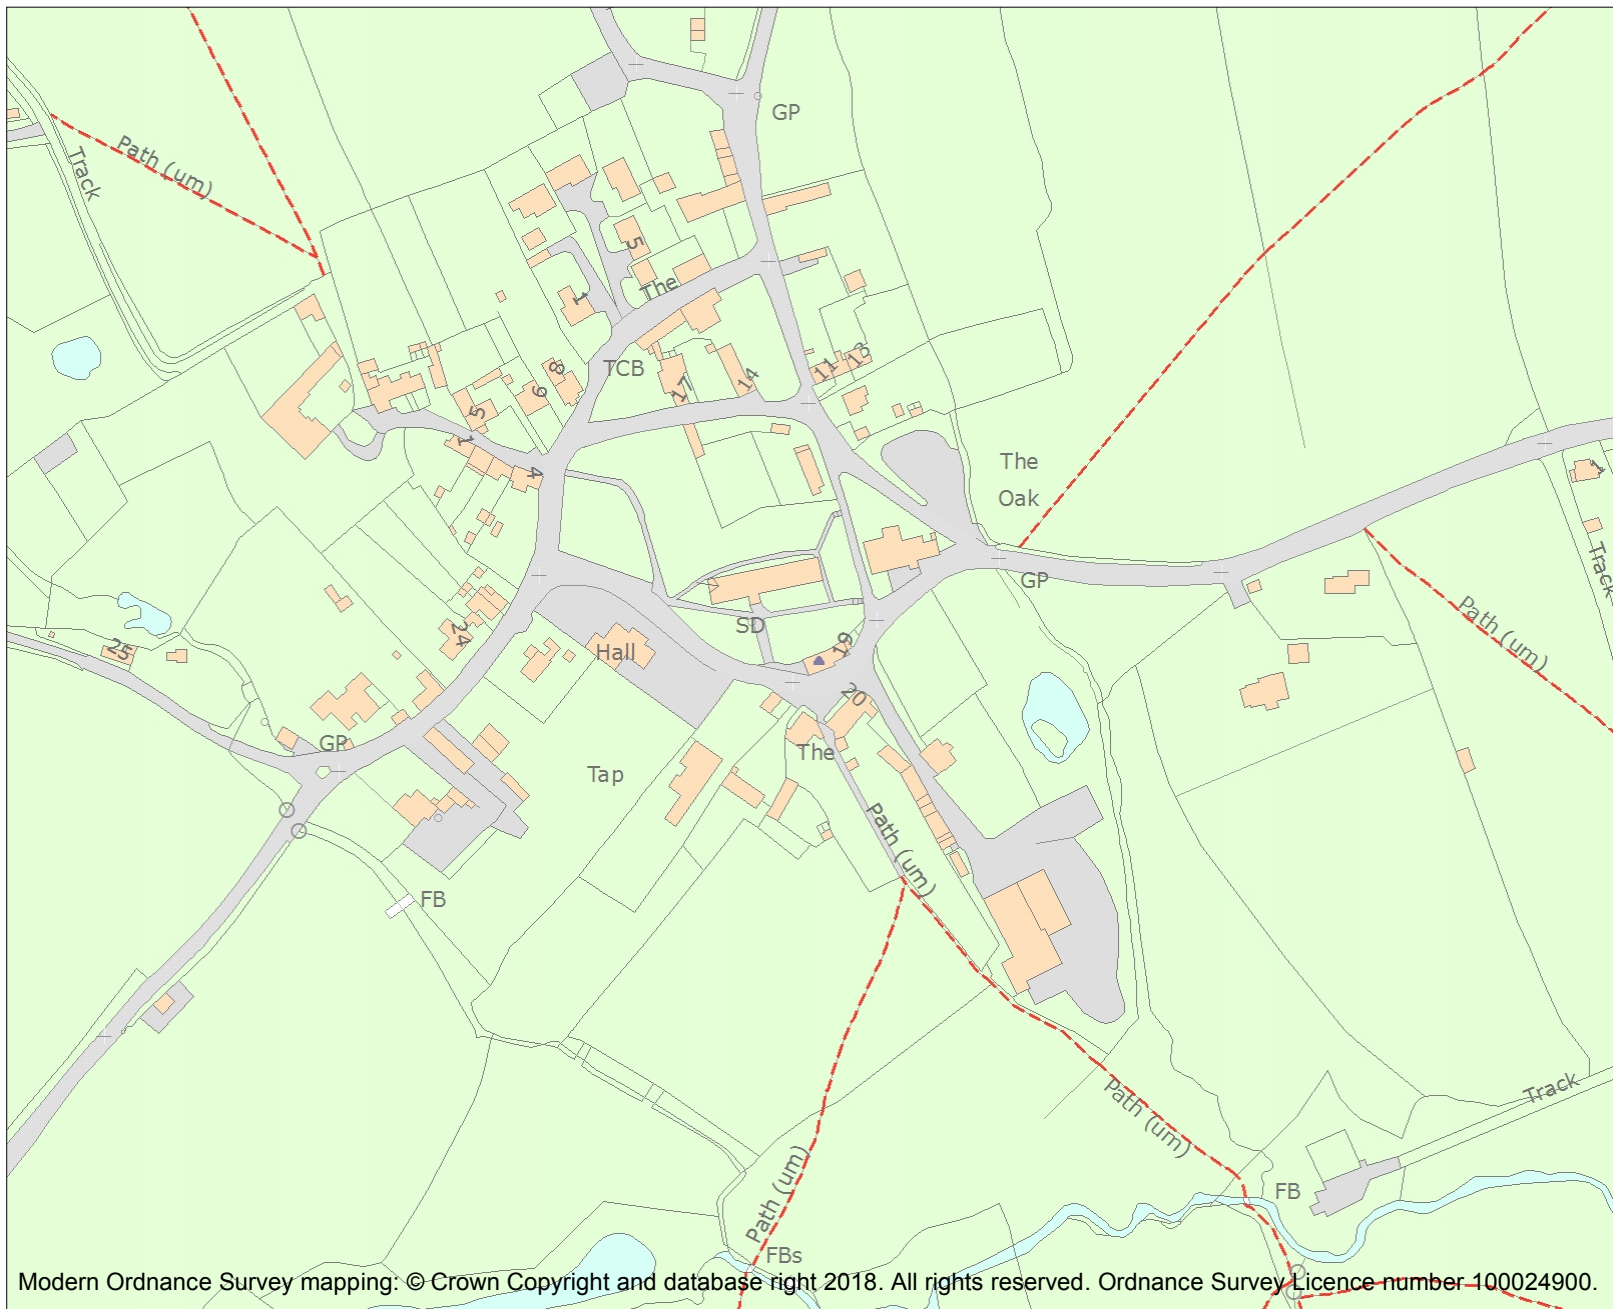 GP
Path (um)
Track
5
The
1
TCB
8
6
17
14
11
13
5
1
4
The
Oak
1
GP
Track
24
25
SD
19
Hall
Path (um)
20
GP
The
Tap
Path (um)
FB
Path (um)
Track
Path (um)
FB
FBs
Modern Ordnance Survey mapping: © Crown Copyright and database right 2018. All rights reserved. Ordnance Survey Licence number 100024900.